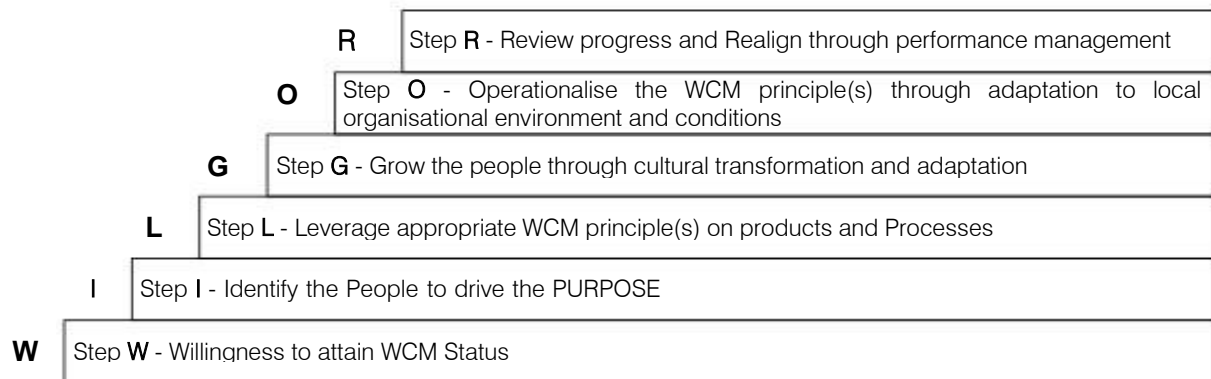 R
Step R - Review progress and Realign through performance management
O
Step O - Operationalise the WCM principle(s) through adaptation to local
organisational environment and conditions
G
Step G - Grow the people through cultural transformation and adaptation
L
Step L - Leverage appropriate WCM principle(s) on products and Processes
I
Step I - Identify the People to drive the PURPOSE
W
Step W - Willingness to attain WCM Status